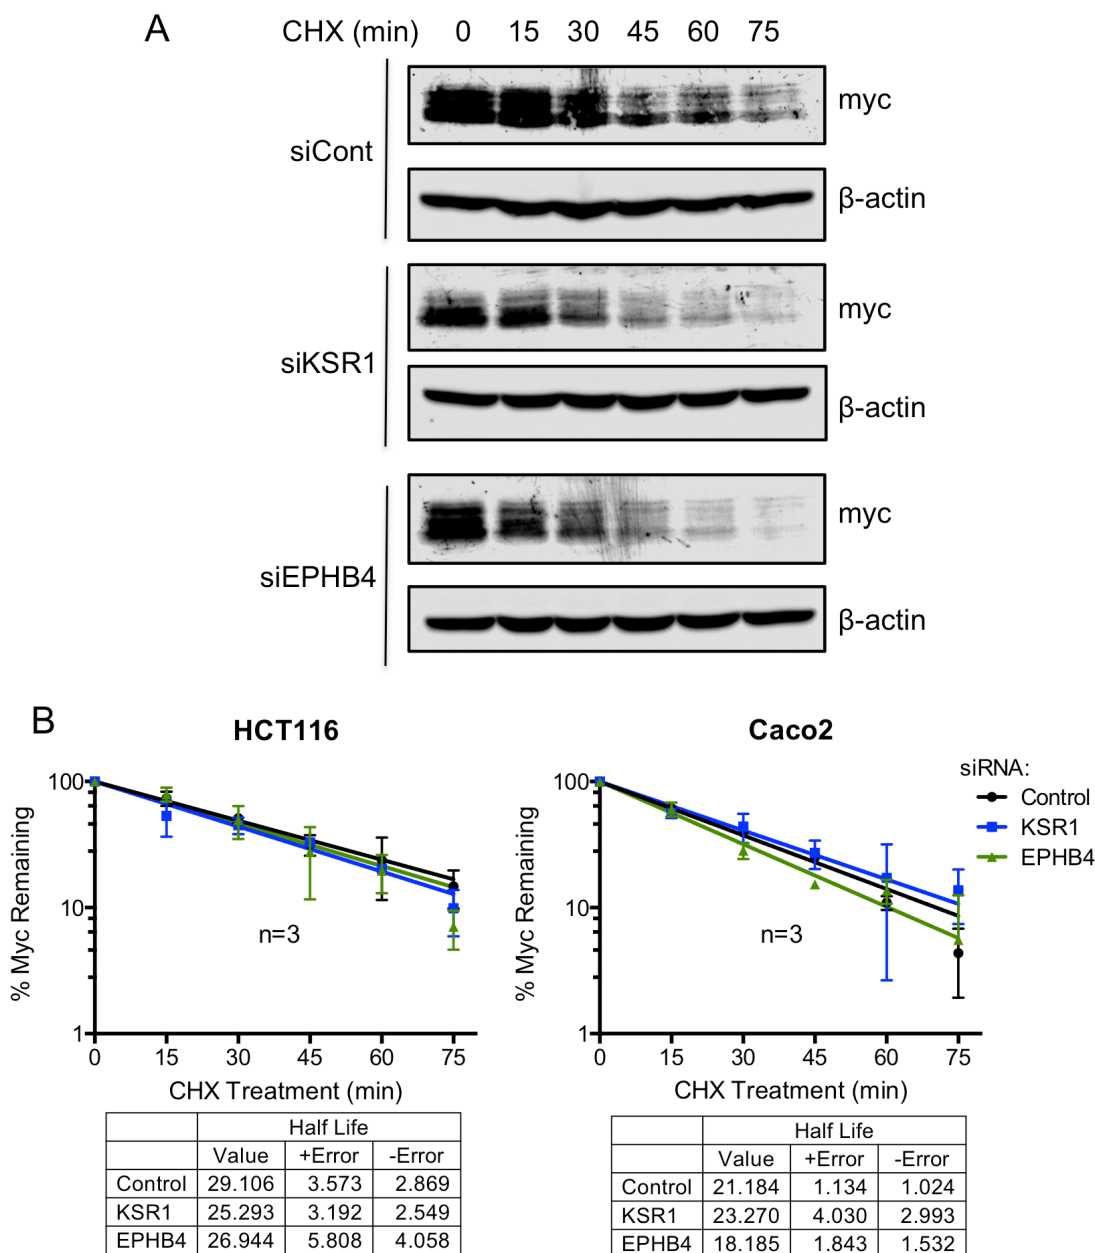 A
CHX (min) 0 15 30 45 60 75
siCont
myc
β-actin
siKSR1
myc
β-actin
siEPHB4
myc
β-actin
B
HCT116
% Myc Remaining
100
10
1
n=3
0 15 30 45 60 75
CHX Treatment (min)
Half Life
Value +Error -Error
Control 29.106 3.573 2.869
KSR1 25.293 3.192 2.549
EPHB4 26.944 5.808 4.058
Caco2
% Myc Remaining
100
10
1
n=3
0 15 30 45 60 75
CHX Treatment (min)
siRNA:
Control
KSR1
EPHB4
Half Life
Value +Error -Error
Control 21.184 1.134 1.024
KSR1 23.270 4.030 2.993
EPHB4 18.185 1.843 1.532